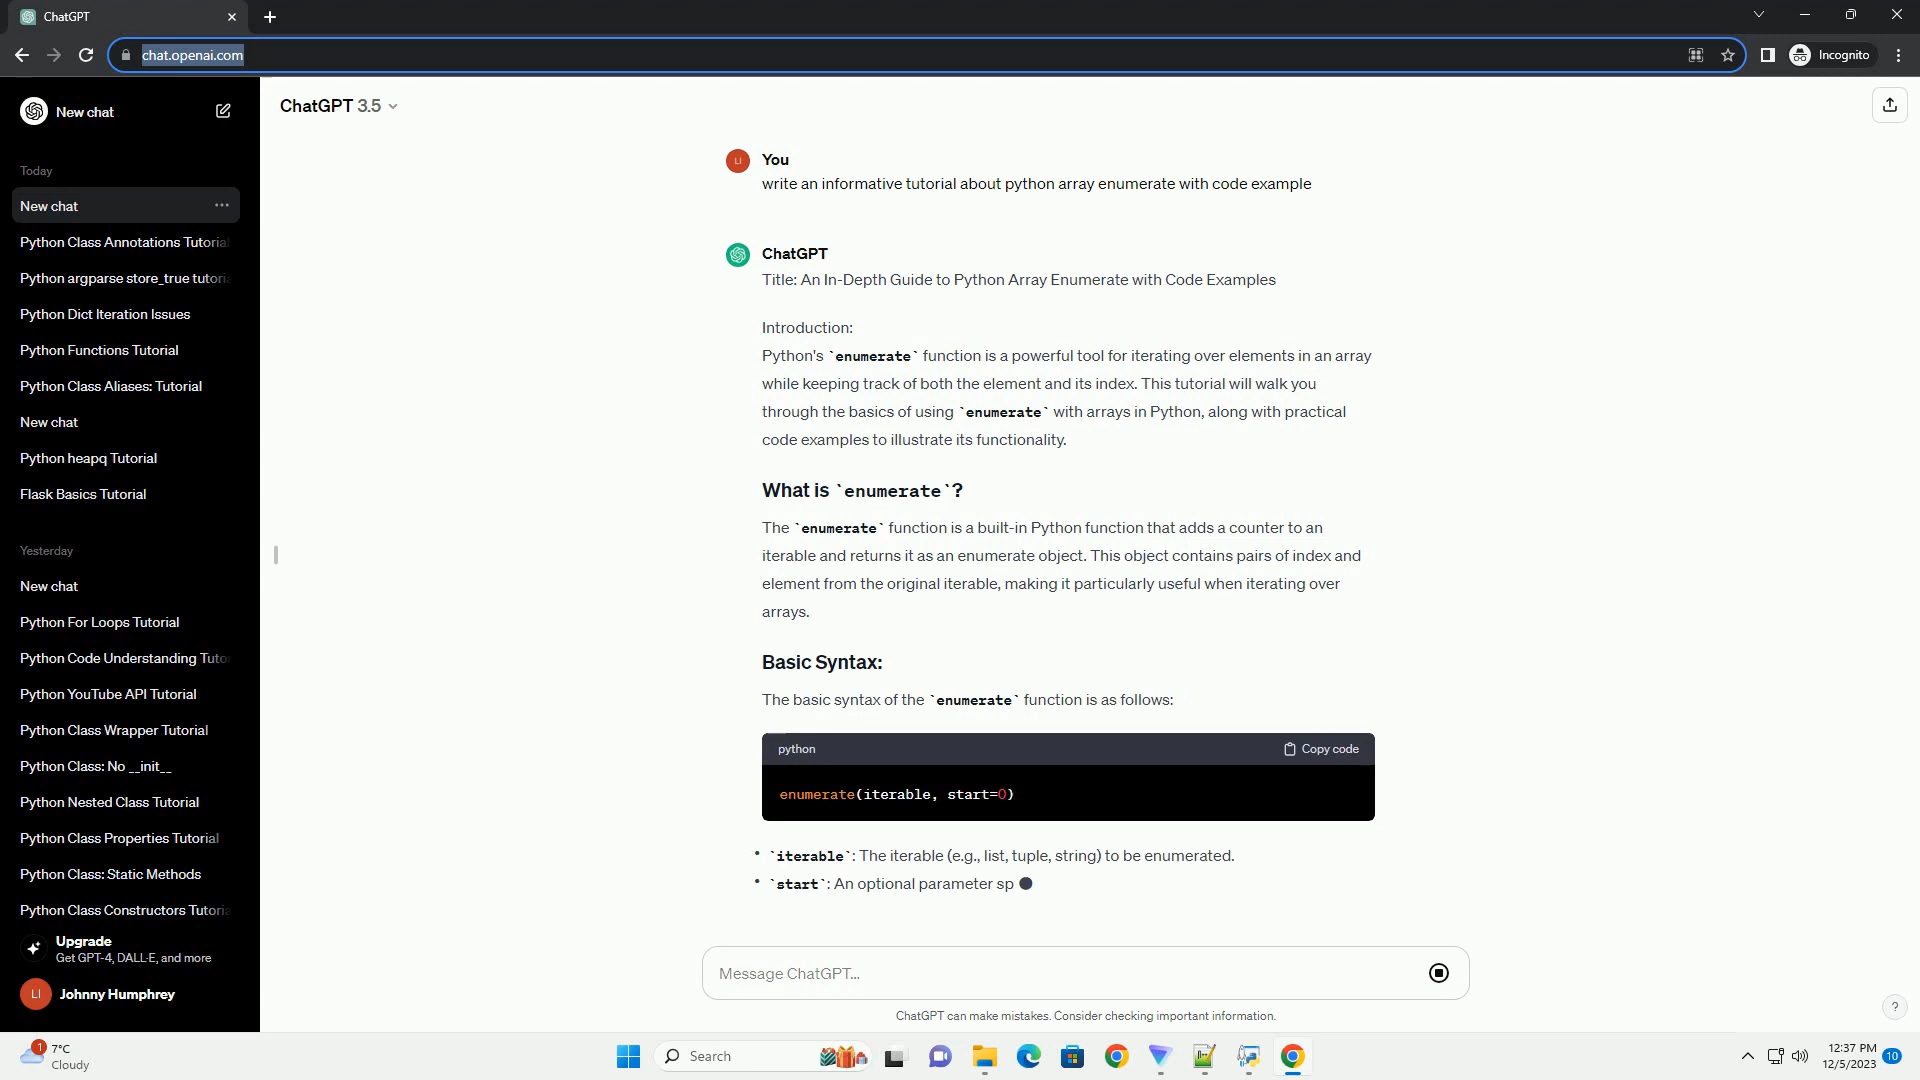 ChatGPT
chat.openai.com
Incognito
New chat
Today
New chat
Python Class Annotations Tutorial
Python argparse store_true tutori
Python Dict Iteration Issues
Python Functions Tutorial
Python Class Aliases: Tutorial
New chat
Python heapq Tutorial
Flask Basics Tutorial
Yesterday
New chat
Python For Loops Tutorial
Python Code Understanding Tuto
Python YouTube API Tutorial
Python Class Wrapper Tutorial
Python Class: No __init__
Python Nested Class Tutorial
Python Class Properties Tutorial
Python Class: Static Methods
Python Class Constructors Tutoria
Upgrade
Get GPT-4, DALL·E, and more
LI
Johnny Humphrey
ChatGPT 3.5
LI
You
write an informative tutorial about python array enumerate with code example
ChatGPT
Title: An In-Depth Guide to Python Array Enumerate with Code Examples
Introduction:
Python's `enumerate` function is a powerful tool for iterating over elements in an array
while keeping track of both the element and its index. This tutorial will walk you
through the basics of using `enumerate` with arrays in Python, along with practical
code examples to illustrate its functionality.
What is `enumerate`?
The `enumerate` function is a built-in Python function that adds a counter to an
iterable and returns it as an enumerate object. This object contains pairs of index and
element from the original iterable, making it particularly useful when iterating over
arrays.
Basic Syntax:
The basic syntax of the `enumerate` function is as follows:
python
Copy code
enumerate(iterable, start=0)
• `iterable`: The iterable (e.g., list, tuple, string) to be enumerated.
• `start`: An optional parameter sp
Message ChatGPT...
ChatGPT can make mistakes. Consider checking important information.
?
1
7°C
Cloudy
Search
12:37 PM
12/5/2023
10